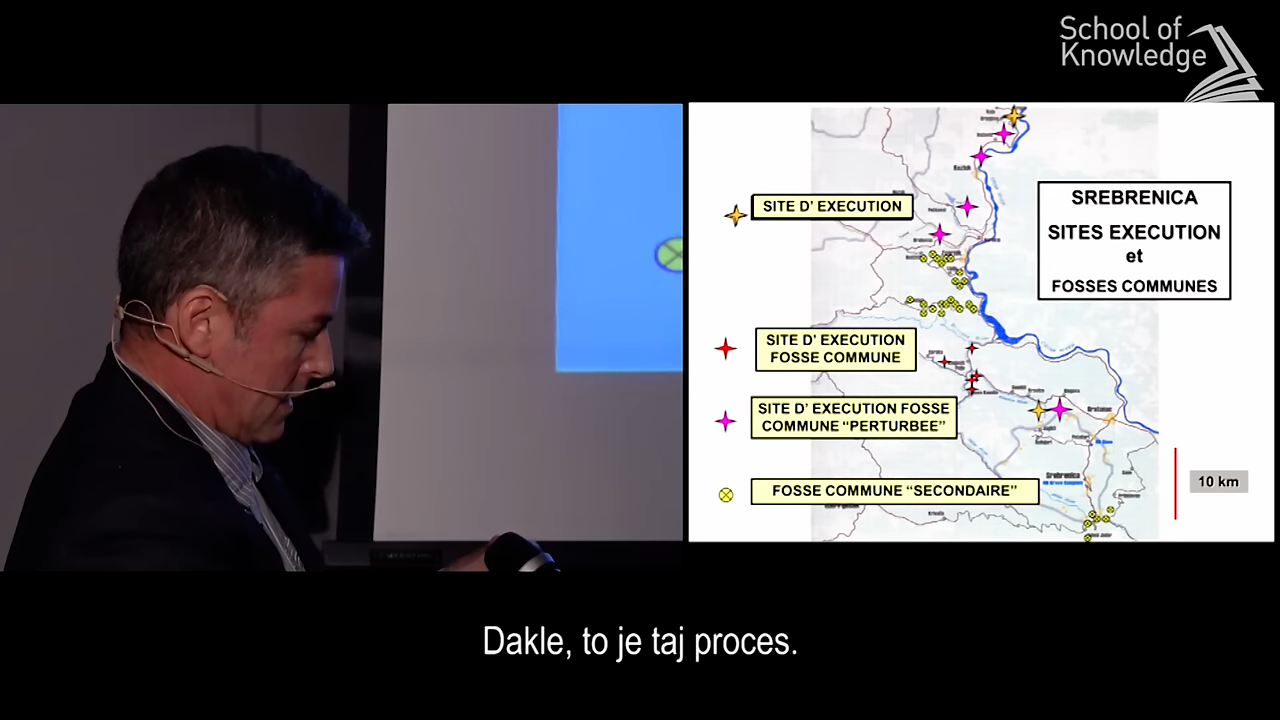 School of
Knowledge
SITE D' EXECUTION
SREBRENICA
SITES EXECUTION
et
FOSSES COMMUNES
SITE D' EXECUTION
FOSSE COMMUNE
SITE D' EXECUTION FOSSE
COMMUNE “PERTURBEE”
FOSSE COMMUNE “SECONDAIRE”
Srebrenica
10 km
Dakle, to je taj proces.